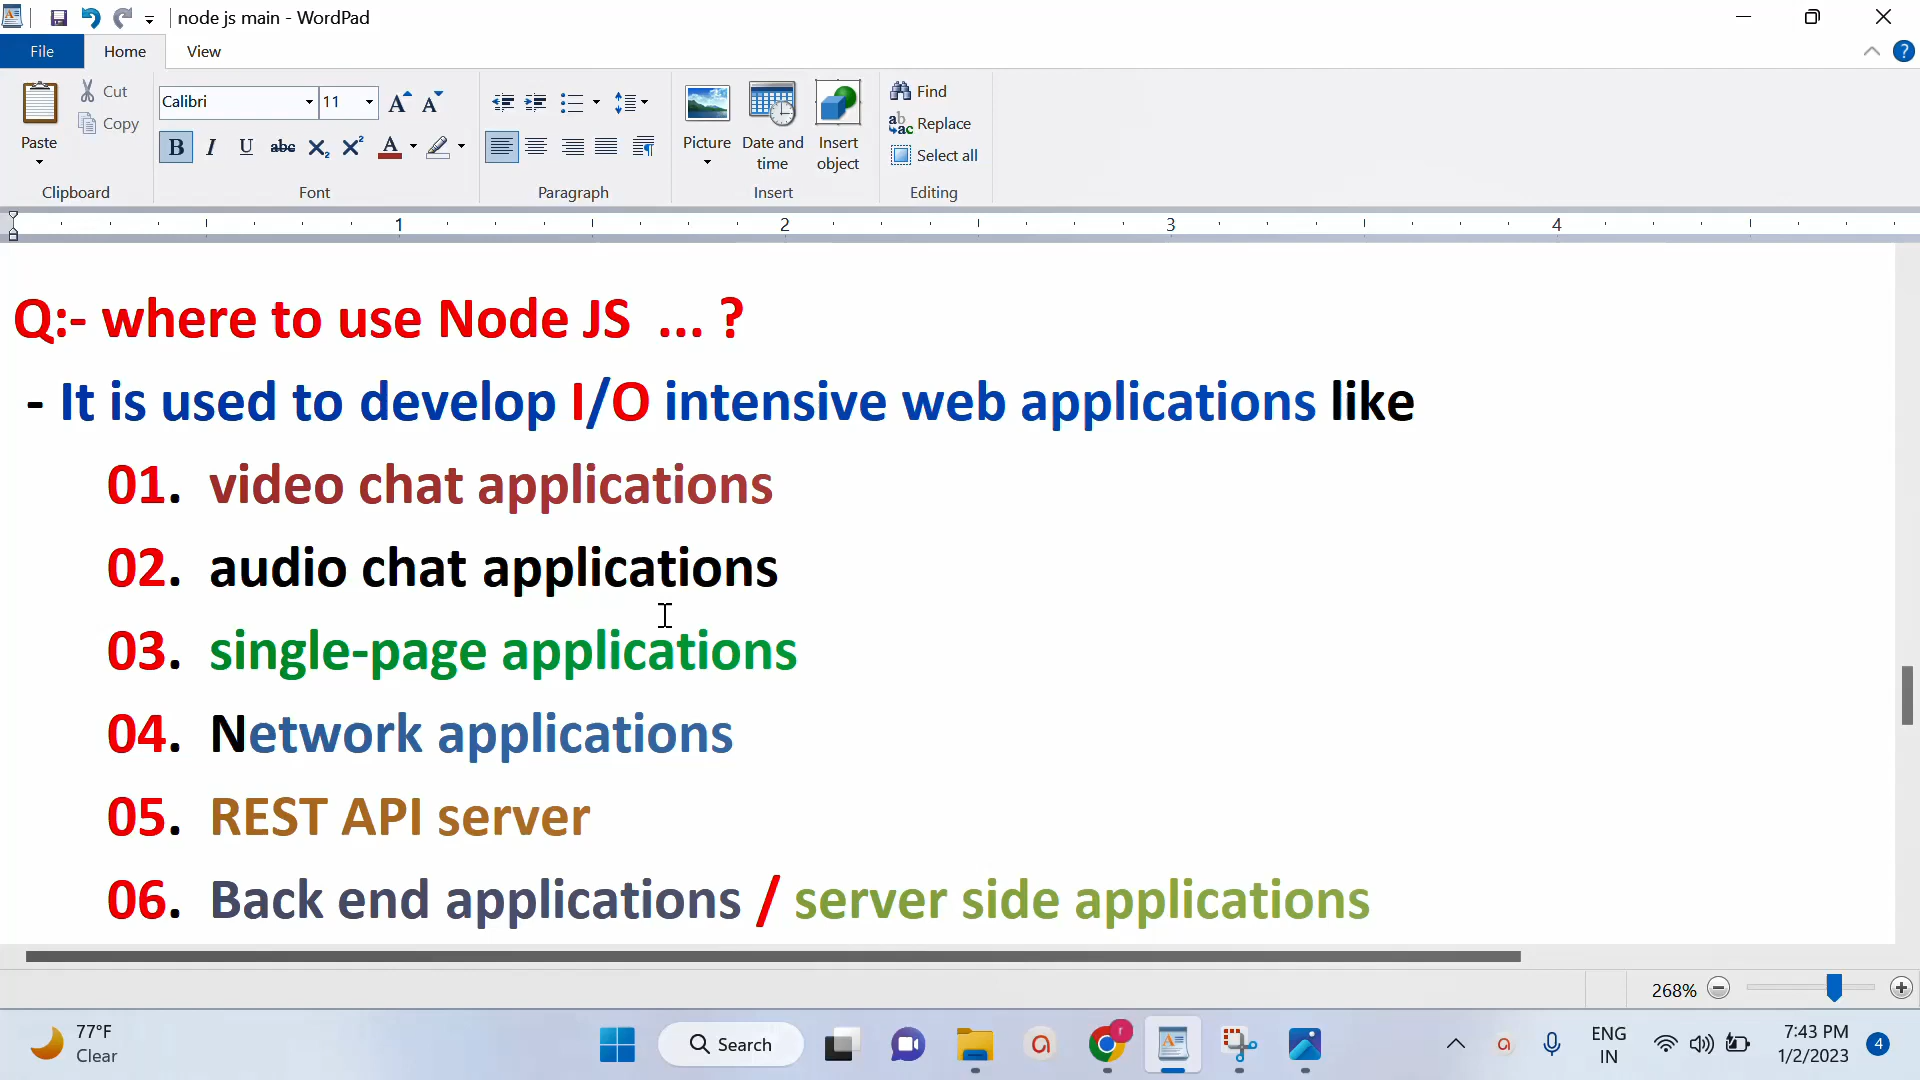 node js main - WordPad
File Home View
Paste
Cut
Copy
Clipboard
Calibri 11
Font
Paragraph
Picture
Date and time
Insert object
Insert
Find
Replace
Select all
Editing
1 2 3 4
Q:- where to use Node JS ... ?
- It is used to develop I/O intensive web applications like
01. video chat applications
02. audio chat applications
03. single-page applications
04. Network applications
05. REST API server
06. Back end applications / server side applications
268%
77°F
Clear
Search
ENG
IN
7:43 PM
1/2/2023
4